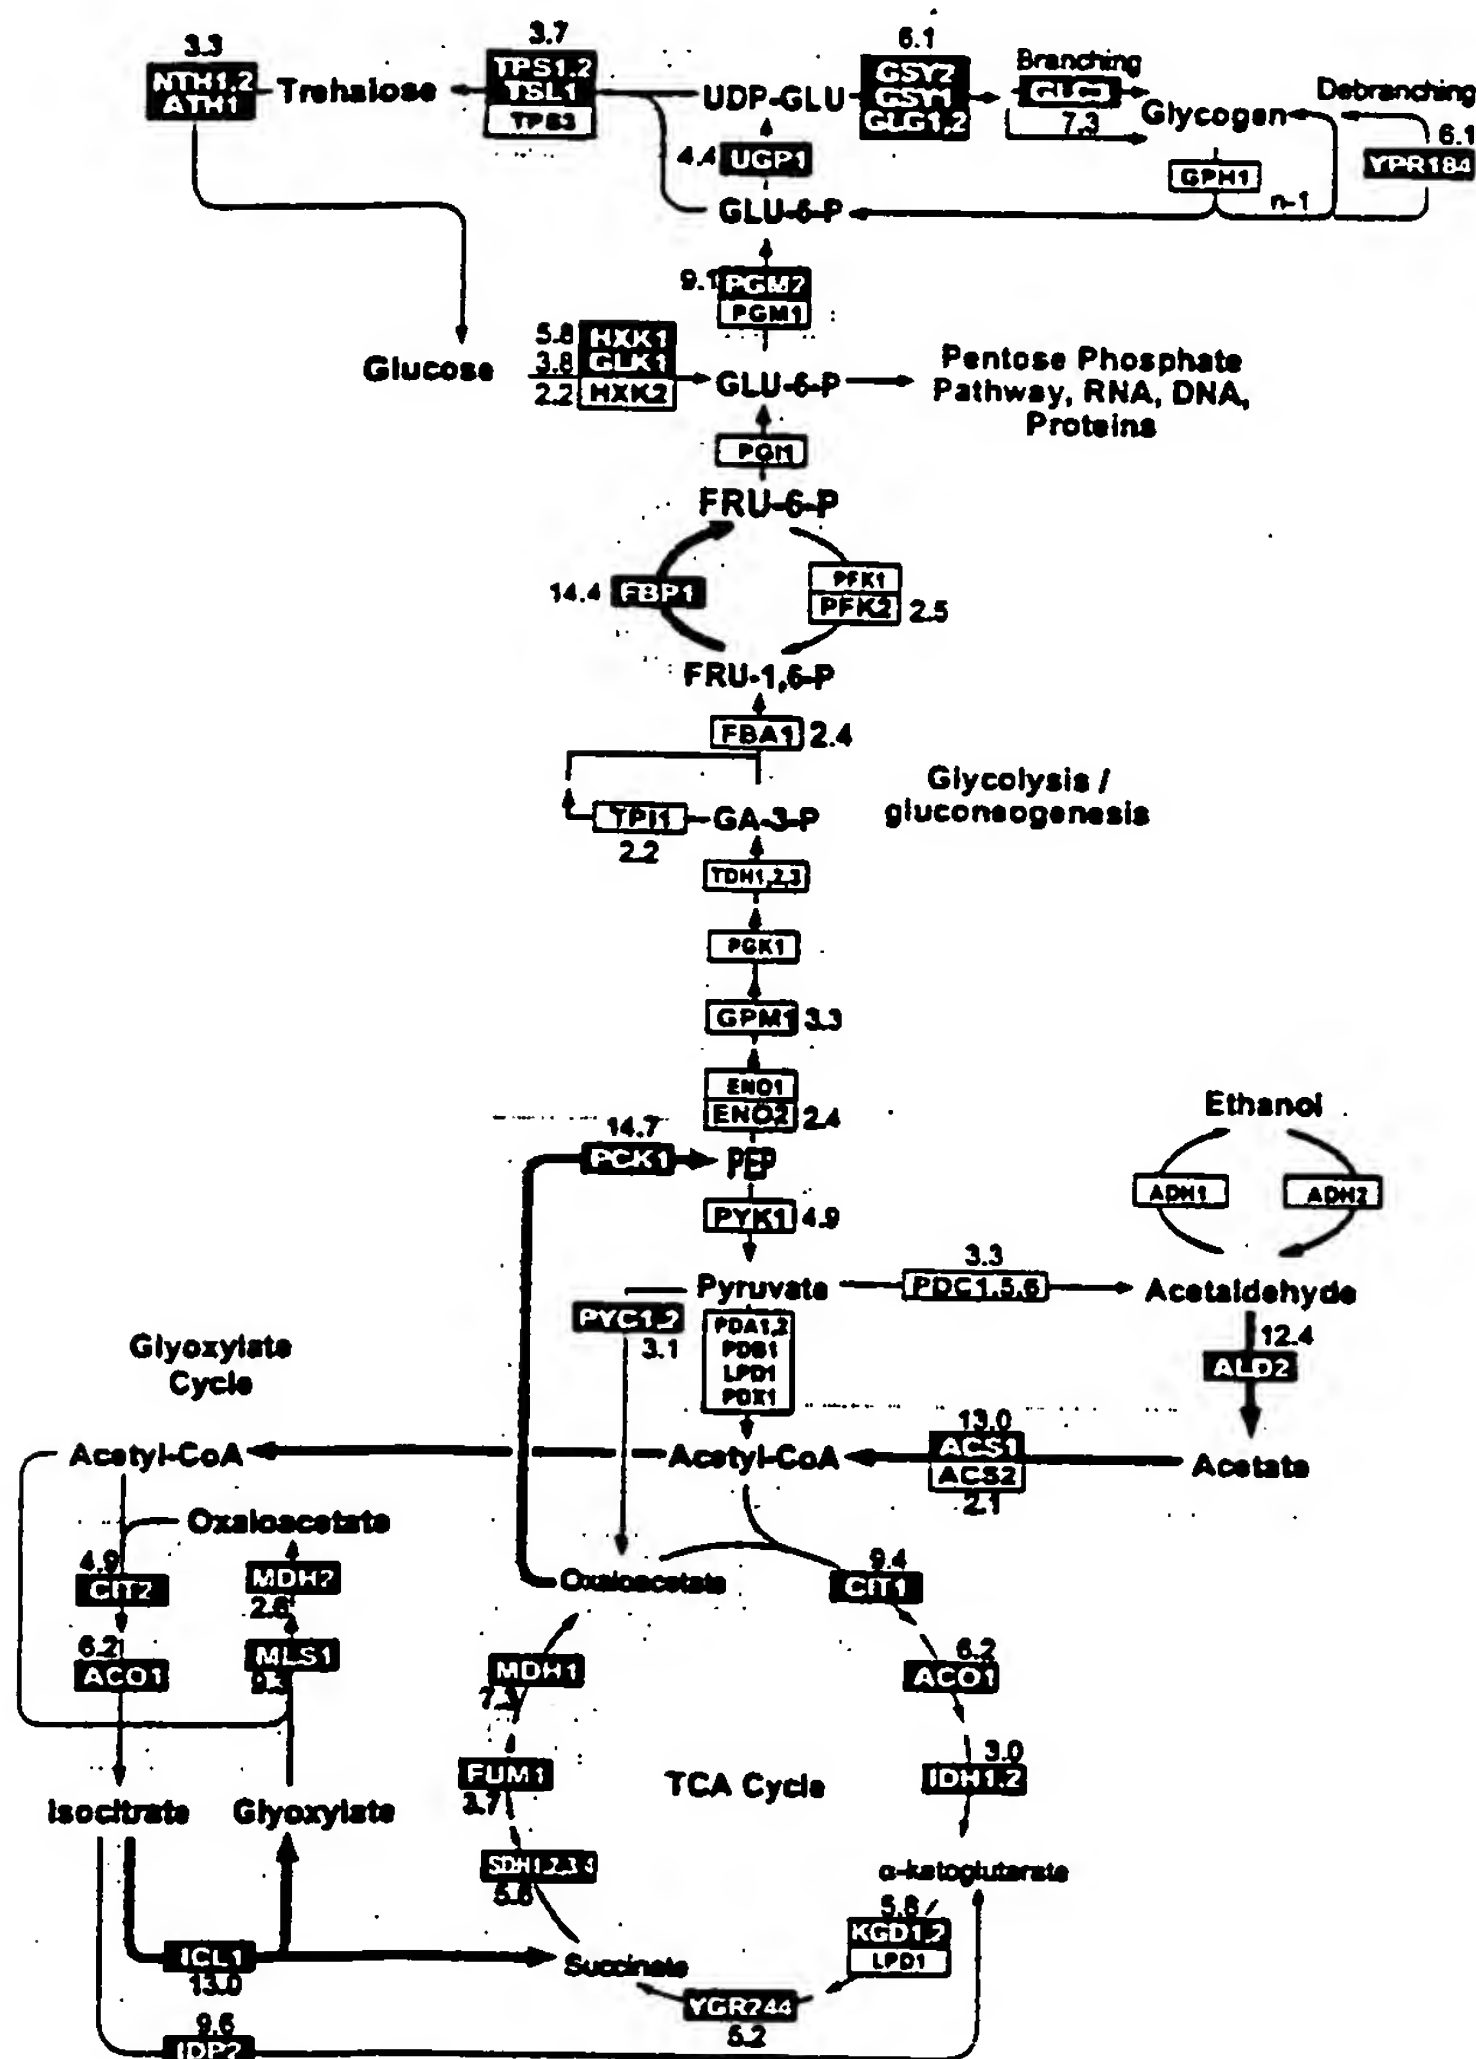 3.3
NTH1,2
ATH1
Trehalose
3.7
TPS1,2
TSL1
TPS3
UDP-GLU
6.1
GSY2
GSY1
GLG1,2
Branching
GLC3
7.3
Glycogen
Debranching
6.1
YPR184
GPH1
n-1
4.4 UGP1
GLU-6-P
9.1 PGM2
PGM1
Glucose
5.8 HXK1
3.8 GLK1
2.2 HXK2
GLU-6-P
Pentose Phosphate
Pathway, RNA, DNA,
Proteins
PGI1
FRU-6-P
14.4 FBP1
PFK1
PFK2 2.5
FRU-1,6-P
FBA1 2.4
Glycolysis /
gluconeogenesis
TPI1
2.2
GA-3-P
TDH1,2,3
PGK1
GPM1 3.3
ENO1
ENO2 2.4
14.7
PCK1
PEP
PYK1 4.9
Ethanol
ADH1
ADH2
Pyruvate
3.3
PDC1,5,6
Acetaldehyde
PYC1,2
3.1
PDA1,2
PDB1
LPD1
PDX1
12.4
ALD2
Glyoxylate
Cycle
Acetyl-CoA
Acetyl-CoA
13.0
ACS1
ACS2
2.1
Acetate
Oxaloacetate
4.9
CIT2
MDH2
2.6
6.2
ACO1
MLS1
Oxaloacetate
9.4
CIT1
MDH1
6.2
ACO1
FUM1
3.7
TCA Cycle
3.0
IDH1,2
Isocitrate
Glyoxylate
SDH1,2,3,4
α-ketoglutarate
5.8
KGD1,2
LPD1
ICL1
13.0
Succinate
YGR244
5.2
9.6
IDP2